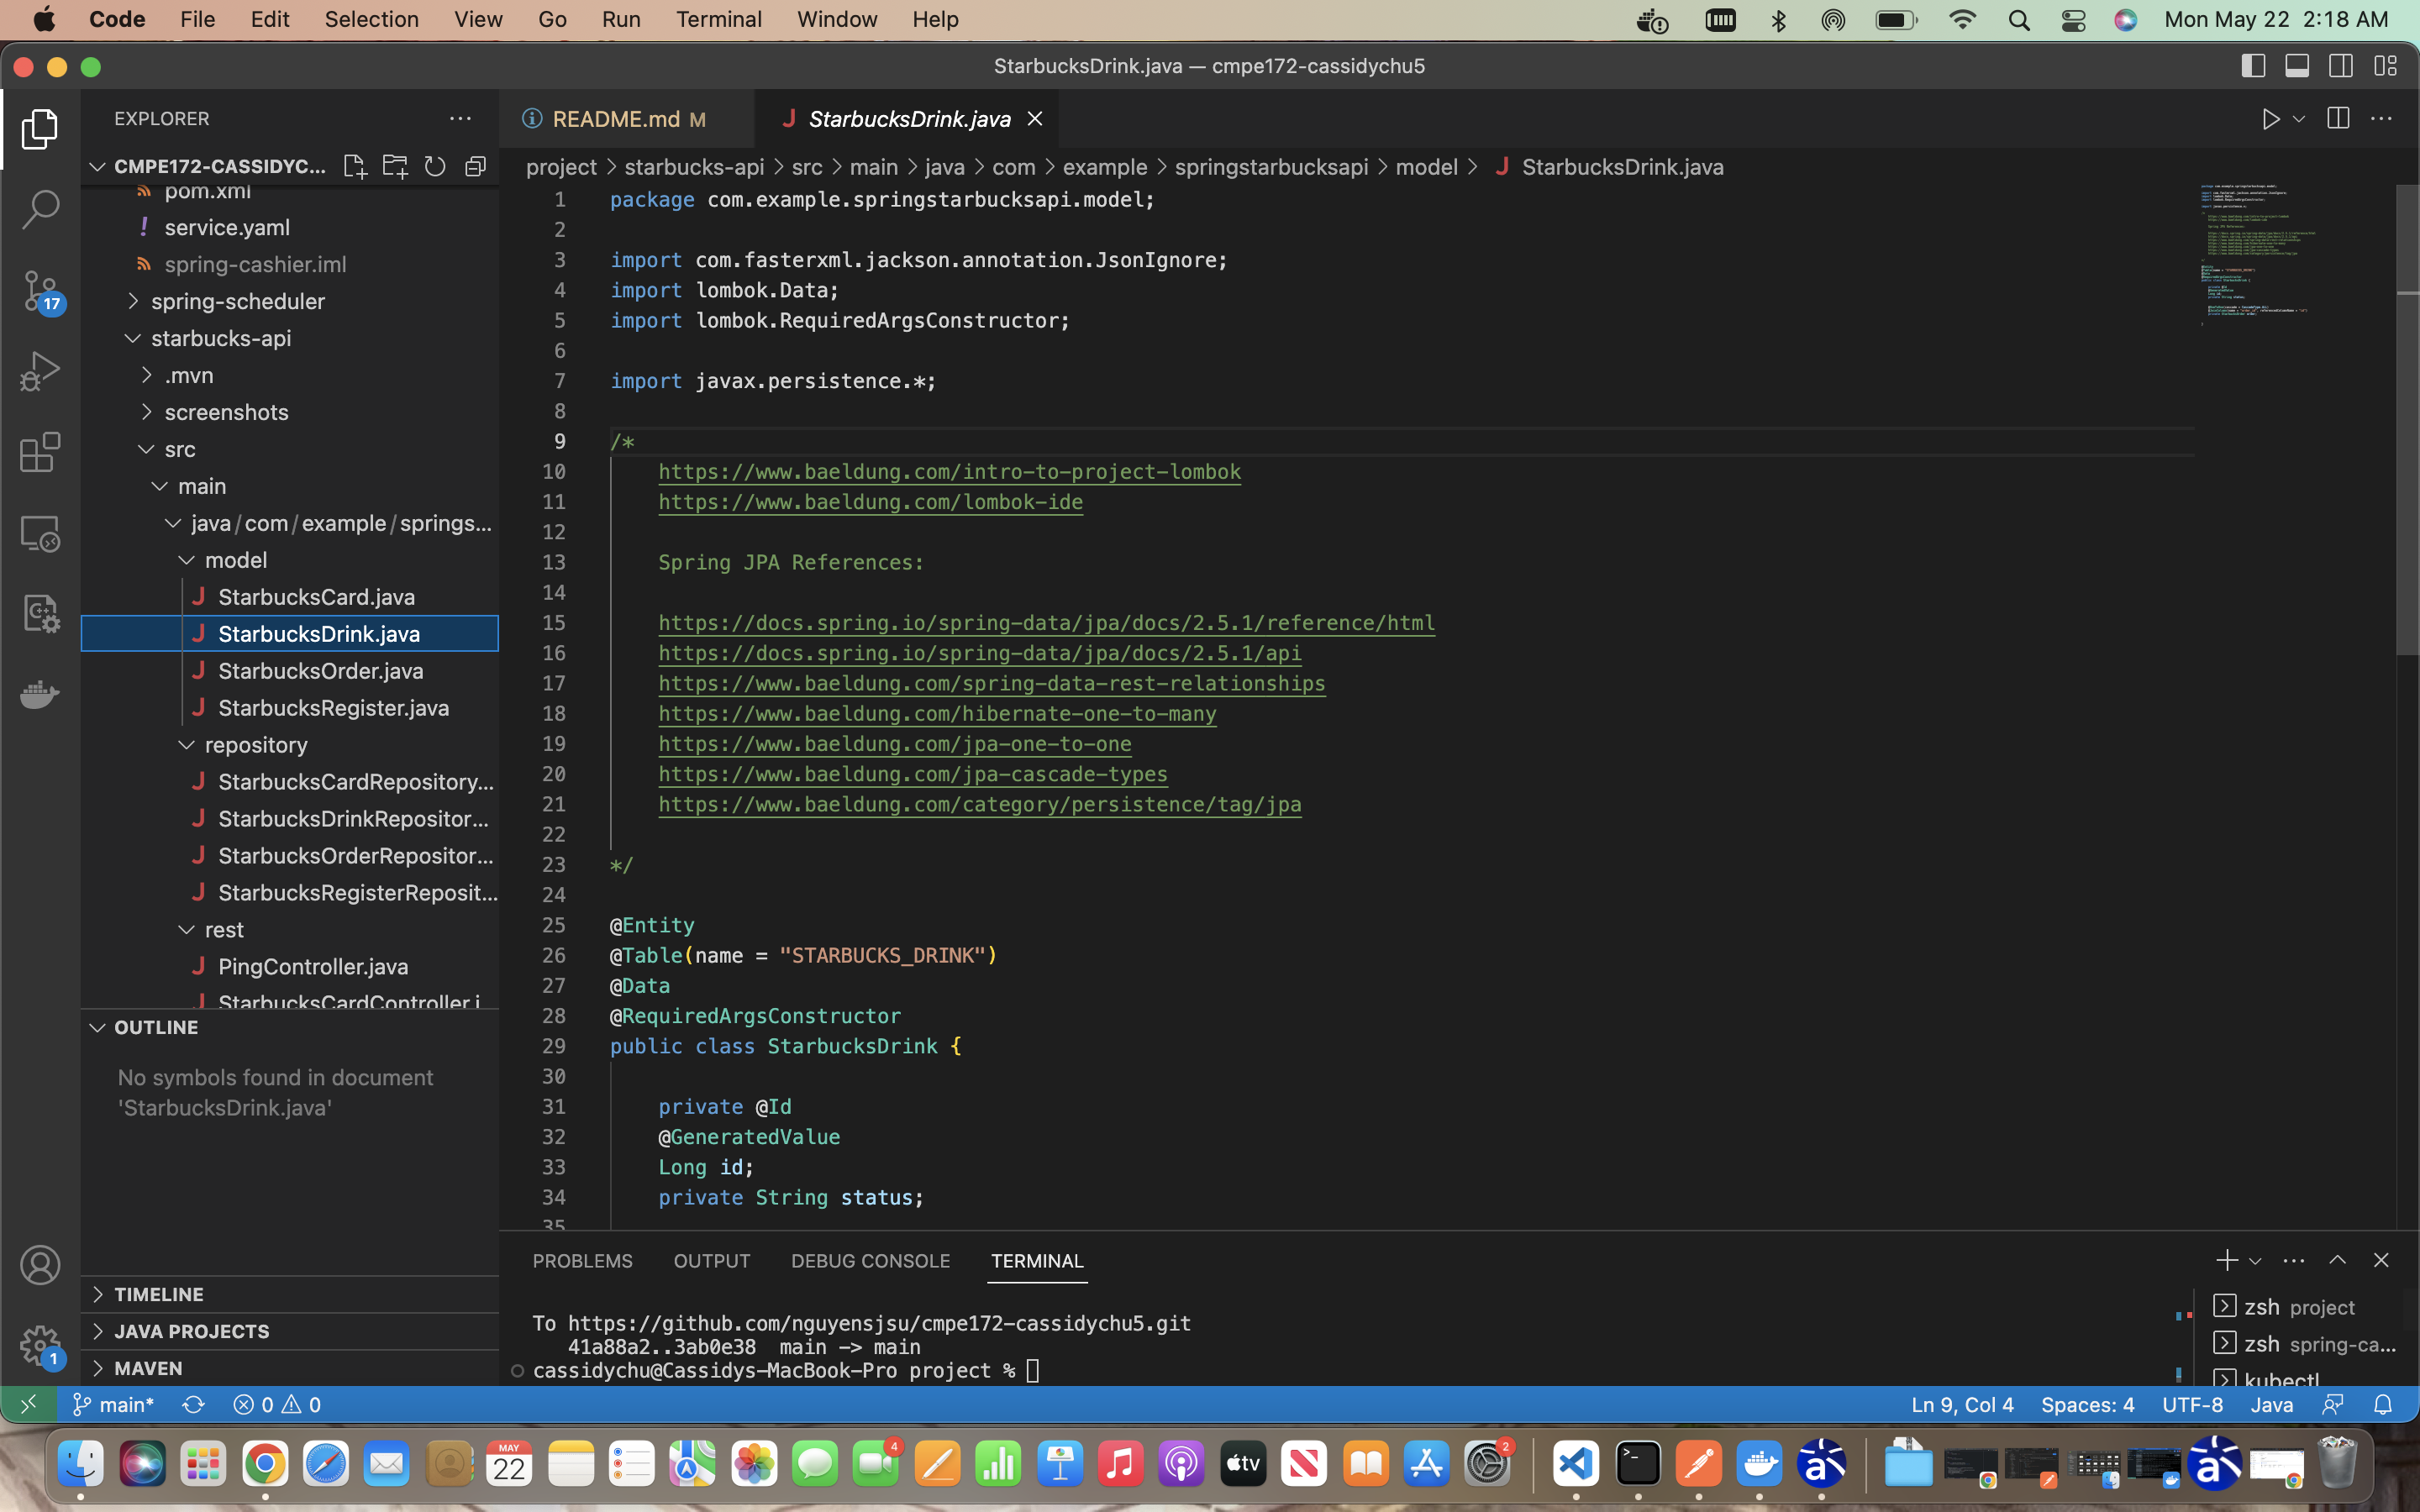 Code File Edit Selection View Go Run Terminal Window Help Mon May 22 2:18 AM
StarbucksDrink.java — cmpe172-cassidychu5
EXPLORER
CMPE172-CASSIDYC...
pom.xml
service.yaml
spring-cashier.iml
17
spring-scheduler
starbucks-api
.mvn
screenshots
src
main
java/com/example/springs...
model
StarbucksCard.java
StarbucksDrink.java
StarbucksOrder.java
StarbucksRegister.java
repository
StarbucksCardRepository...
StarbucksDrinkRepositor...
StarbucksOrderRepositor...
StarbucksRegisterReposit...
rest
PingController.java
StarbucksCardController.j
OUTLINE
No symbols found in document
'StarbucksDrink.java'
TIMELINE
JAVA PROJECTS
MAVEN
1
README.md M
StarbucksDrink.java
project > starbucks-api > src > main > java > com > example > springstarbucksapi > model > StarbucksDrink.java
1 package com.example.springstarbucksapi.model;
2
3 import com.fasterxml.jackson.annotation.JsonIgnore;
4 import lombok.Data;
5 import lombok.RequiredArgsConstructor;
6
7 import javax.persistence.*;
8
9 /*
10 https://www.baeldung.com/intro-to-project-lombok
11 https://www.baeldung.com/lombok-ide
12
13 Spring JPA References:
14
15 https://docs.spring.io/spring-data/jpa/docs/2.5.1/reference/html
16 https://docs.spring.io/spring-data/jpa/docs/2.5.1/api
17 https://www.baeldung.com/spring-data-rest-relationships
18 https://www.baeldung.com/hibernate-one-to-many
19 https://www.baeldung.com/jpa-one-to-one
20 https://www.baeldung.com/jpa-cascade-types
21 https://www.baeldung.com/category/persistence/tag/jpa
22
23 */
24
25 @Entity
26 @Table(name = "STARBUCKS_DRINK")
27 @Data
28 @RequiredArgsConstructor
29 public class StarbucksDrink {
30
31 private @Id
32 @GeneratedValue
33 Long id;
34 private String status;
35
PROBLEMS OUTPUT DEBUG CONSOLE TERMINAL
To https://github.com/nguyensjsu/cmpe172-cassidychu5.git
41a88a2..3ab0e38 main -> main
cassidychu@Cassidys-MacBook-Pro project %
zsh project
zsh spring-ca...
kubectl
main* 0 0 Ln 9, Col 4 Spaces: 4 UTF-8 Java
MAY
22
4
tv
2